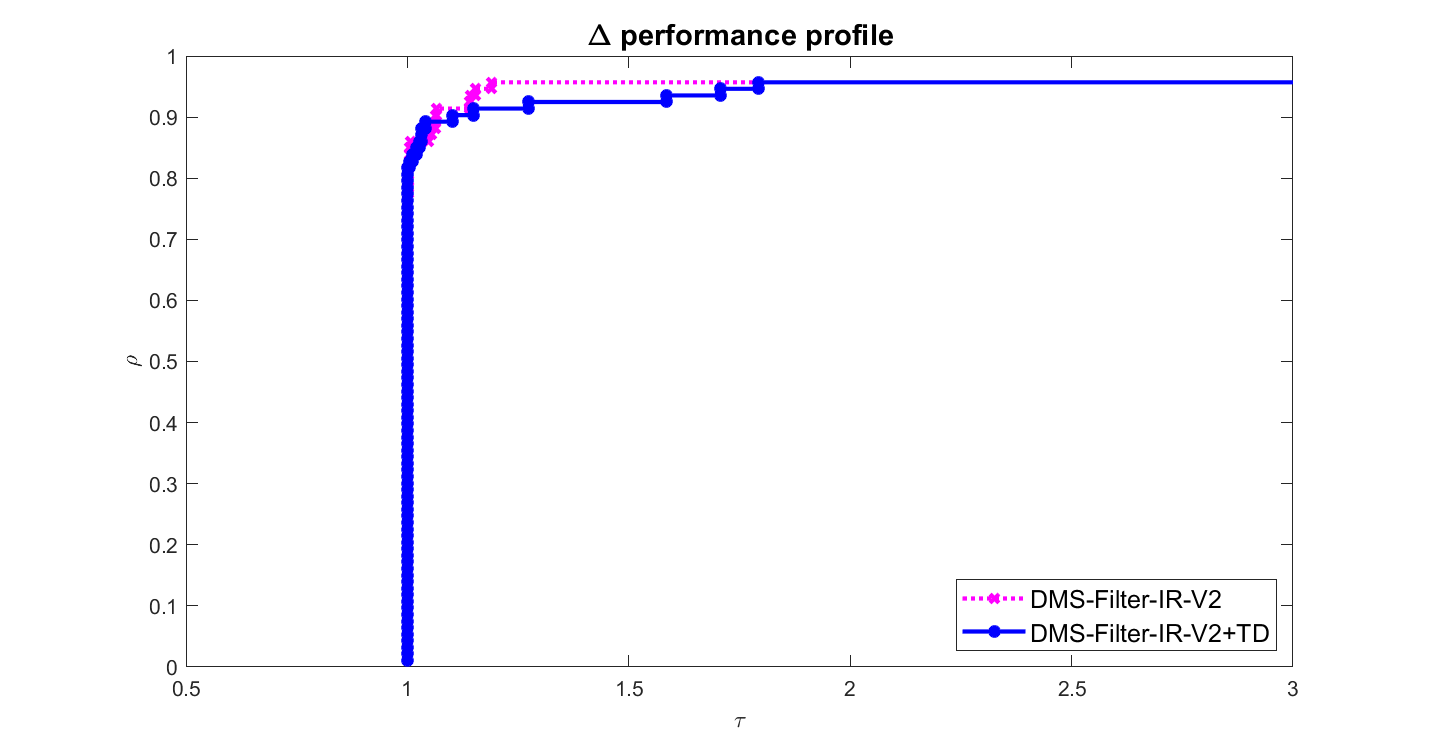 Δ performance profile
1
0.9
0.8
0.7
0.6
0.5
0.4
0.3
0.2
0.1
0
ρ
0.5 1 1.5 2 2.5 3
τ
DMS-Filter-IR-V2
DMS-Filter-IR-V2+TD